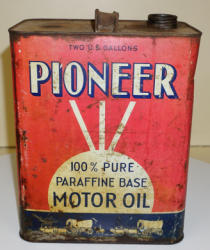 TWO U.S. GALLONS
PIONEER
100% PURE
PARAFFINE BASE
MOTOR OIL